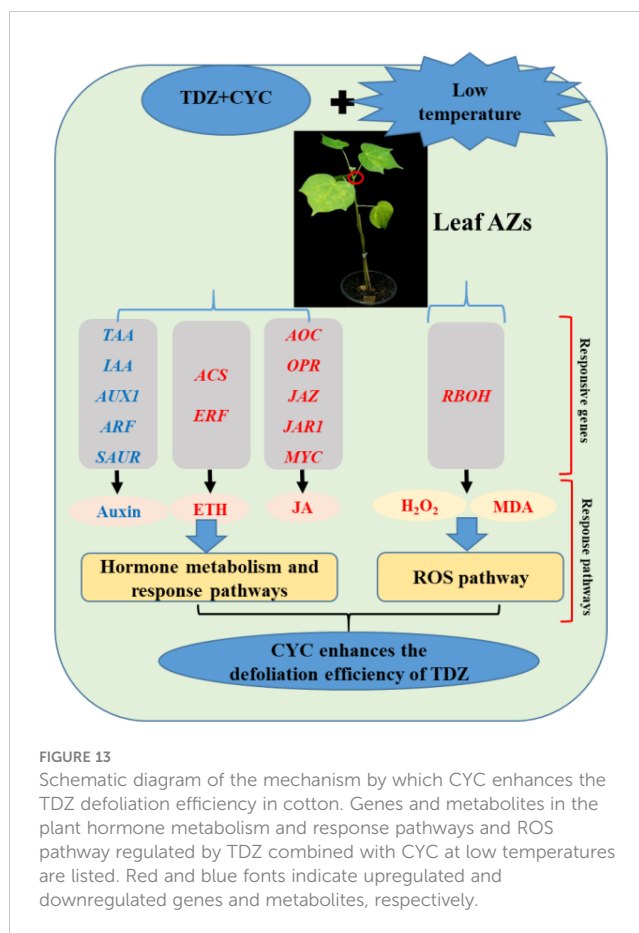 TDZ+CYC
Low
temperature
Leaf AZs
TAA
IAA
AUX1
ARF
SAUR
ACS
ERF
AOC
OPR
JAZ
JAR1
MYC
RBOH
Responsive genes
Auxin
ETH
JA
H₂O₂
MDA
Response pathways
Hormone metabolism and
response pathways
ROS pathway
CYC enhances the
defoliation efficiency of TDZ
FIGURE 13
Schematic diagram of the mechanism by which CYC enhances the
TDZ defoliation efficiency in cotton. Genes and metabolites in the
plant hormone metabolism and response pathways and ROS
pathway regulated by TDZ combined with CYC at low temperatures
are listed. Red and blue fonts indicate upregulated and
downregulated genes and metabolites, respectively.